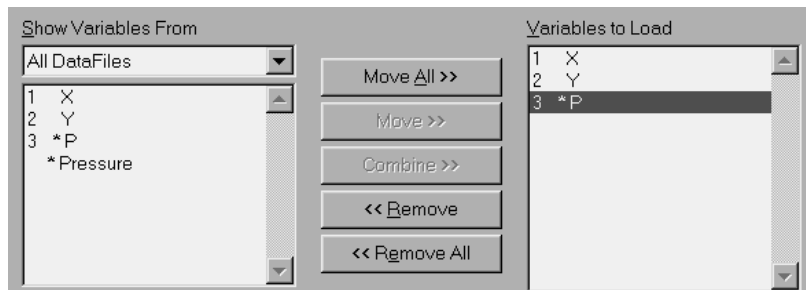 Show Variables From
All DataFiles
1 X
2 Y
3 *P
*Pressure
Move All >>
Move >>
Combine >>
<< Remove
<< Remove All
Variables to Load
1 X
2 Y
3 *P